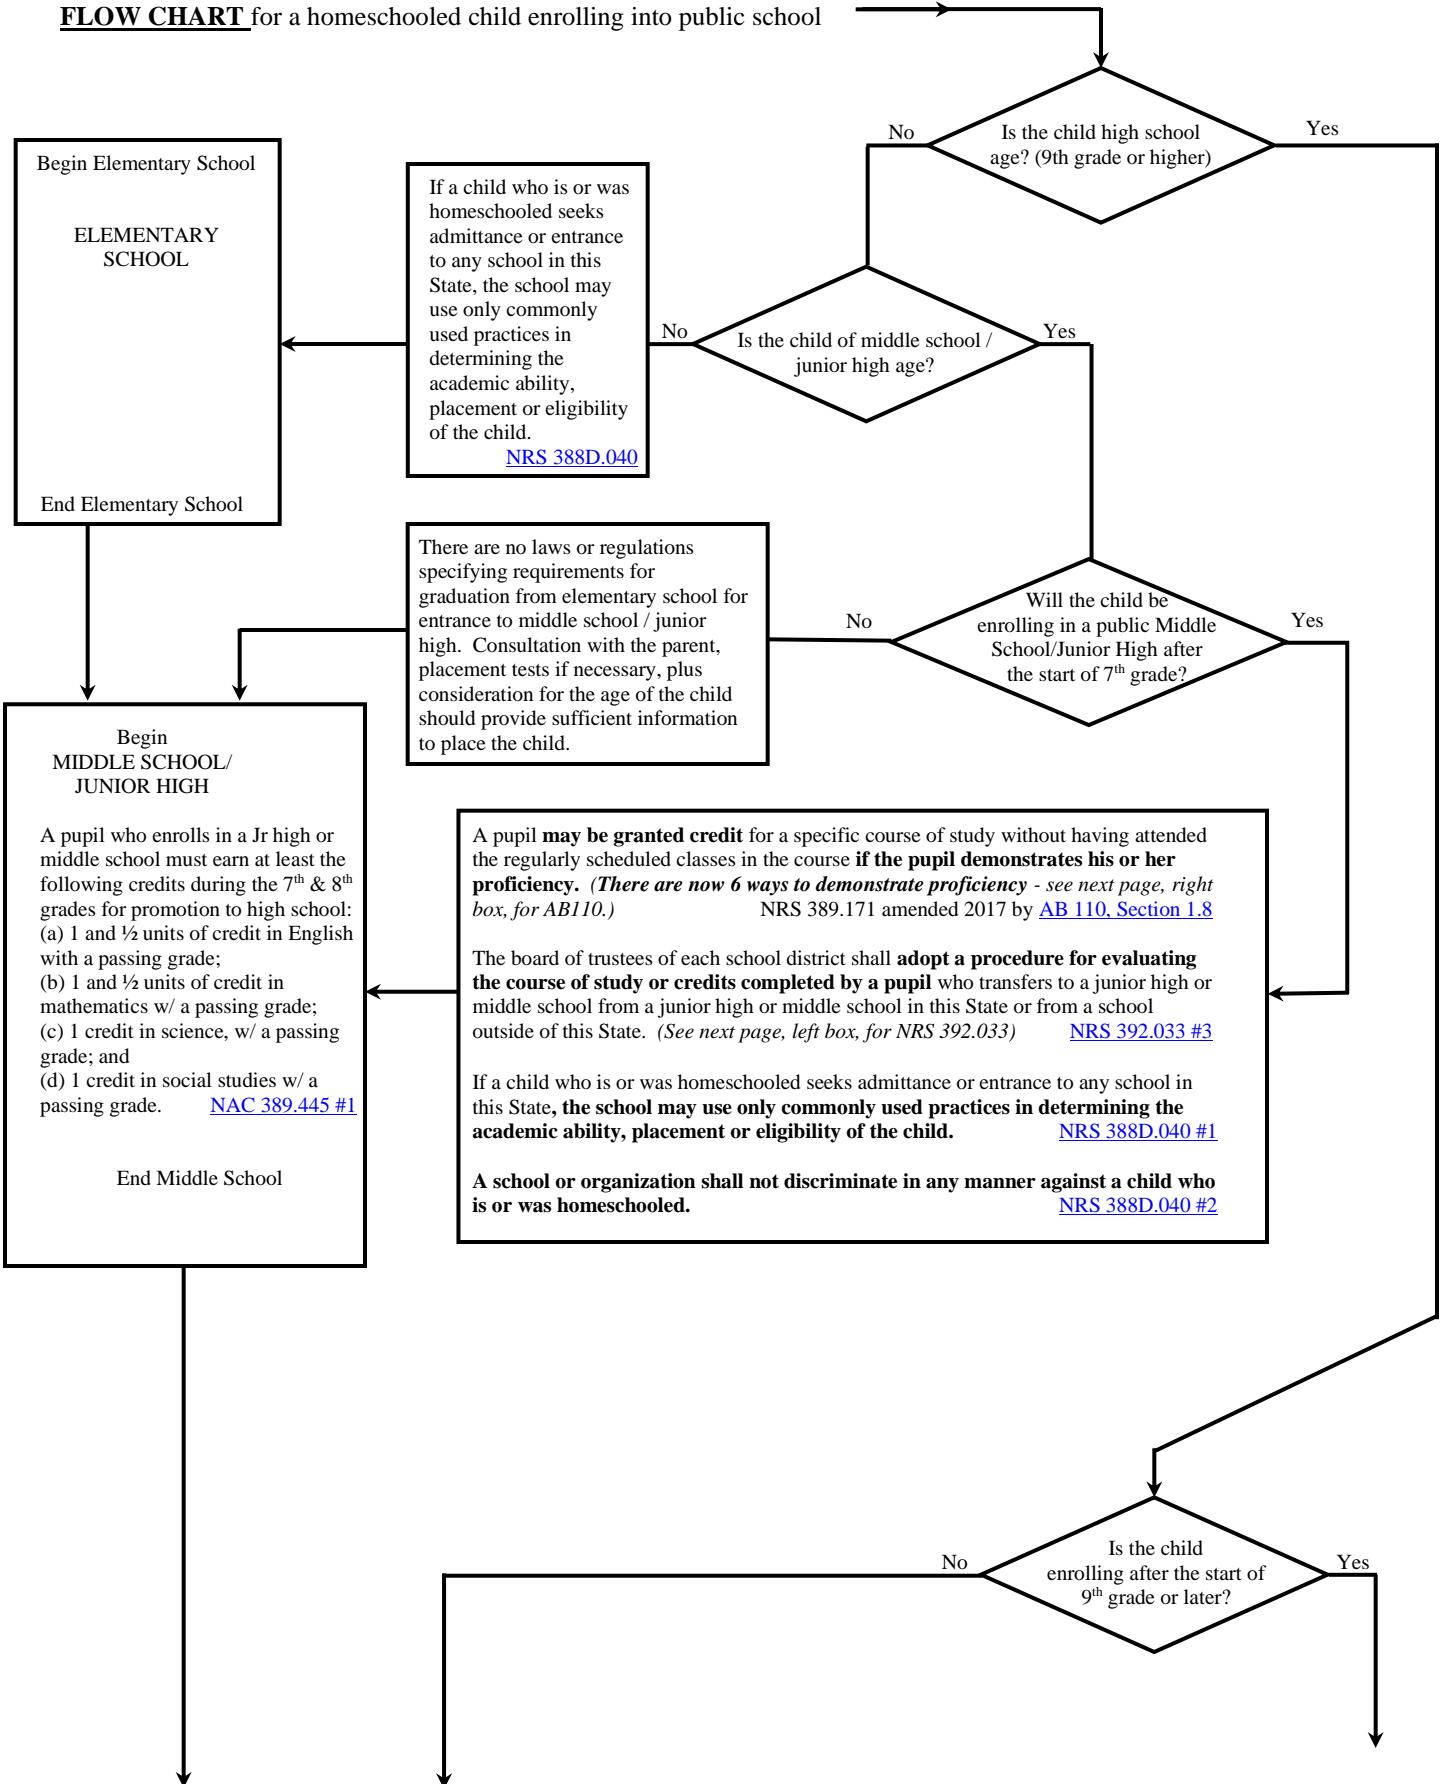 FLOW CHART for a homeschooled child enrolling into public school
No
Is the child high school
age? (9th grade or higher)
Yes
Begin Elementary School
ELEMENTARY
SCHOOL
End Elementary School
If a child who is or was
homeschooled seeks
admittance or entrance
to any school in this
State, the school may
use only commonly
used practices in
determining the
academic ability,
placement or eligibility
of the child.
NRS 388D.040
No
Is the child of middle school /
junior high age?
Yes
There are no laws or regulations
specifying requirements for
graduation from elementary school for
entrance to middle school / junior
high. Consultation with the parent,
placement tests if necessary, plus
consideration for the age of the child
should provide sufficient information
to place the child.
No
Will the child be
enrolling in a public Middle
School/Junior High after
the start of 7th grade?
Yes
Begin
MIDDLE SCHOOL/
JUNIOR HIGH
A pupil who enrolls in a Jr high or
middle school must earn at least the
following credits during the 7th & 8th
grades for promotion to high school:
(a) 1 and ½ units of credit in English
with a passing grade;
(b) 1 and ½ units of credit in
mathematics w/ a passing grade;
(c) 1 credit in science, w/ a passing
grade; and
(d) 1 credit in social studies w/ a
passing grade. NAC 389.445 #1
End Middle School
A pupil may be granted credit for a specific course of study without having attended
the regularly scheduled classes in the course if the pupil demonstrates his or her
proficiency. (There are now 6 ways to demonstrate proficiency - see next page, right
box, for AB110.) NRS 389.171 amended 2017 by AB 110, Section 1.8
The board of trustees of each school district shall adopt a procedure for evaluating
the course of study or credits completed by a pupil who transfers to a junior high or
middle school from a junior high or middle school in this State or from a school
outside of this State. (See next page, left box, for NRS 392.033) NRS 392.033 #3
If a child who is or was homeschooled seeks admittance or entrance to any school in
this State, the school may use only commonly used practices in determining the
academic ability, placement or eligibility of the child. NRS 388D.040 #1
A school or organization shall not discriminate in any manner against a child who
is or was homeschooled. NRS 388D.040 #2
No
Is the child
enrolling after the start of
9th grade or later?
Yes